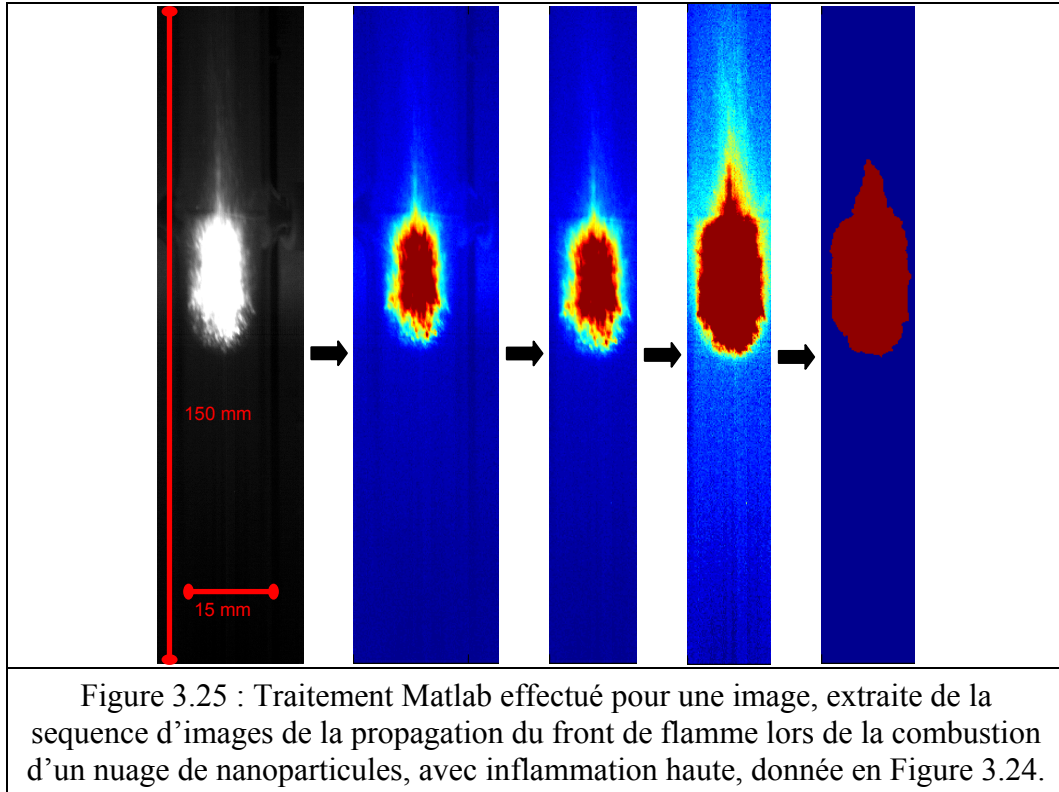 150 mm
15 mm
Figure 3.25 : Traitement Matlab effectué pour une image, extraite de la
sequence d’images de la propagation du front de flamme lors de la combustion
d’un nuage de nanoparticules, avec inflammation haute, donnée en Figure 3.24.